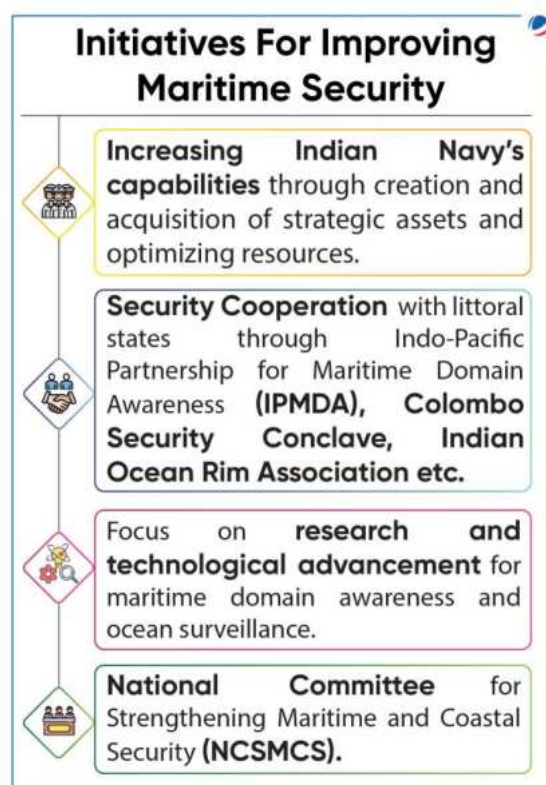 Initiatives For Improving
Maritime Security
Increasing Indian Navy's
capabilities through creation and
acquisition of strategic assets and
optimizing resources.
Security Cooperation with littoral
states through Indo-Pacific
Partnership for Maritime Domain
Awareness (IPMDA), Colombo
Security Conclave, Indian
Ocean Rim Association etc.
Focus on research and
technological advancement for
maritime domain awareness and
ocean surveillance.
National Committee for
Strengthening Maritime and Coastal
Security (NCSMCS).